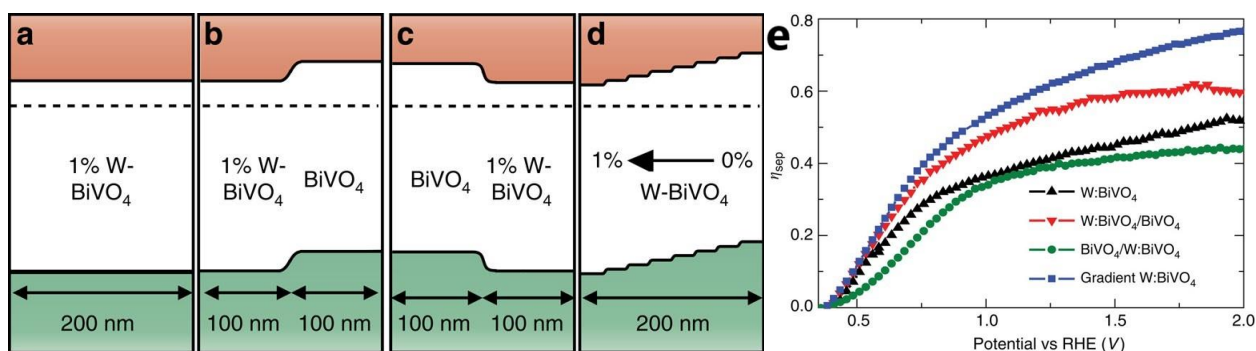 a
1% W-
BiVO₄
200 nm
b
1% W-
BiVO₄
BiVO₄
100 nm
100 nm
c
BiVO₄
1% W-
BiVO₄
100 nm
100 nm
d
1%
0%
W-BiVO₄
200 nm
e
0.8
0.6
0.4
0.2
0.0
ηsep
W:BiVO₄
W:BiVO₄/BiVO₄
BiVO₄/W:BiVO₄
Gradient W:BiVO₄
0.5
1.0
1.5
2.0
Potential vs RHE (V)